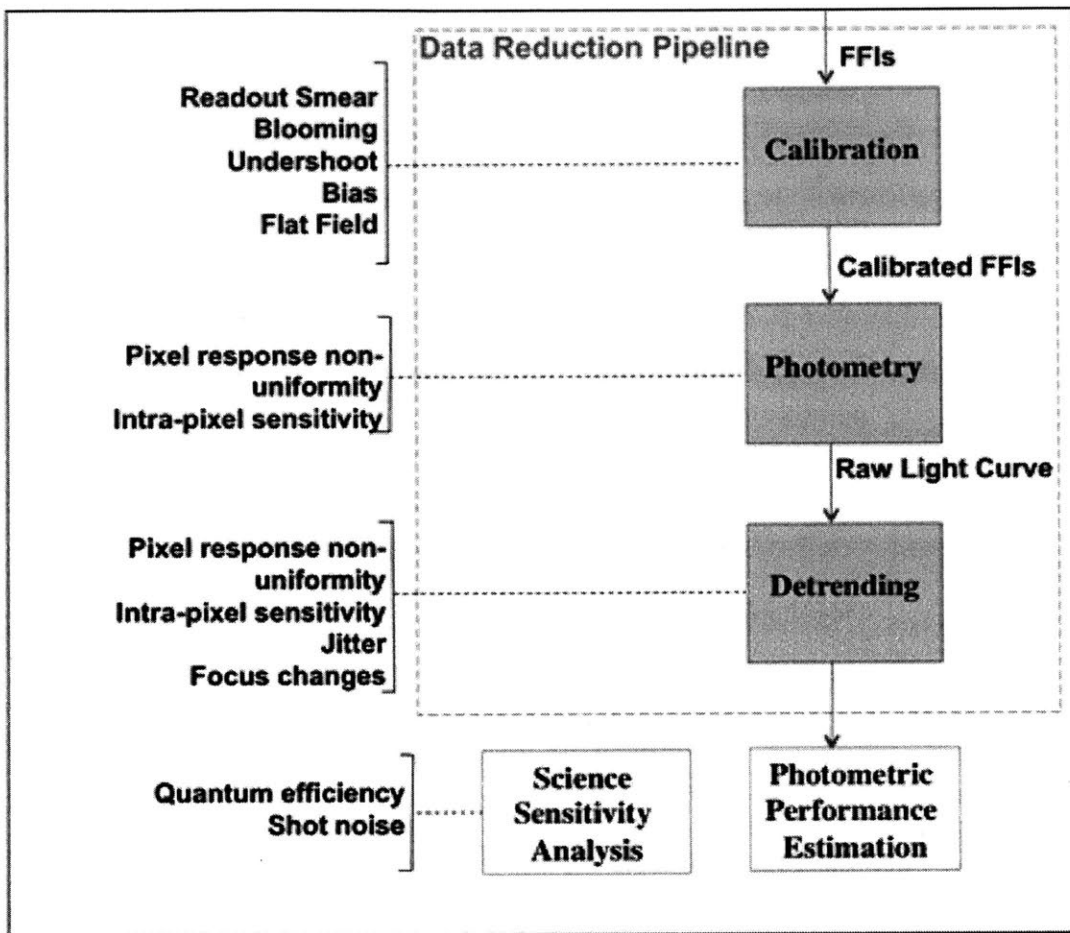 Data Reduction Pipeline
FFIs
Readout Smear
Blooming
Undershoot
Bias
Flat Field
Calibration
Calibrated FFIs
Pixel response non-
uniformity
Intra-pixel sensitivity
Photometry
Raw Light Curve
Pixel response non-
uniformity
Intra-pixel sensitivity
Jitter
Focus changes
Detrending
Quantum efficiency
Shot noise
Science
Sensitivity
Analysis
Photometric
Performance
Estimation